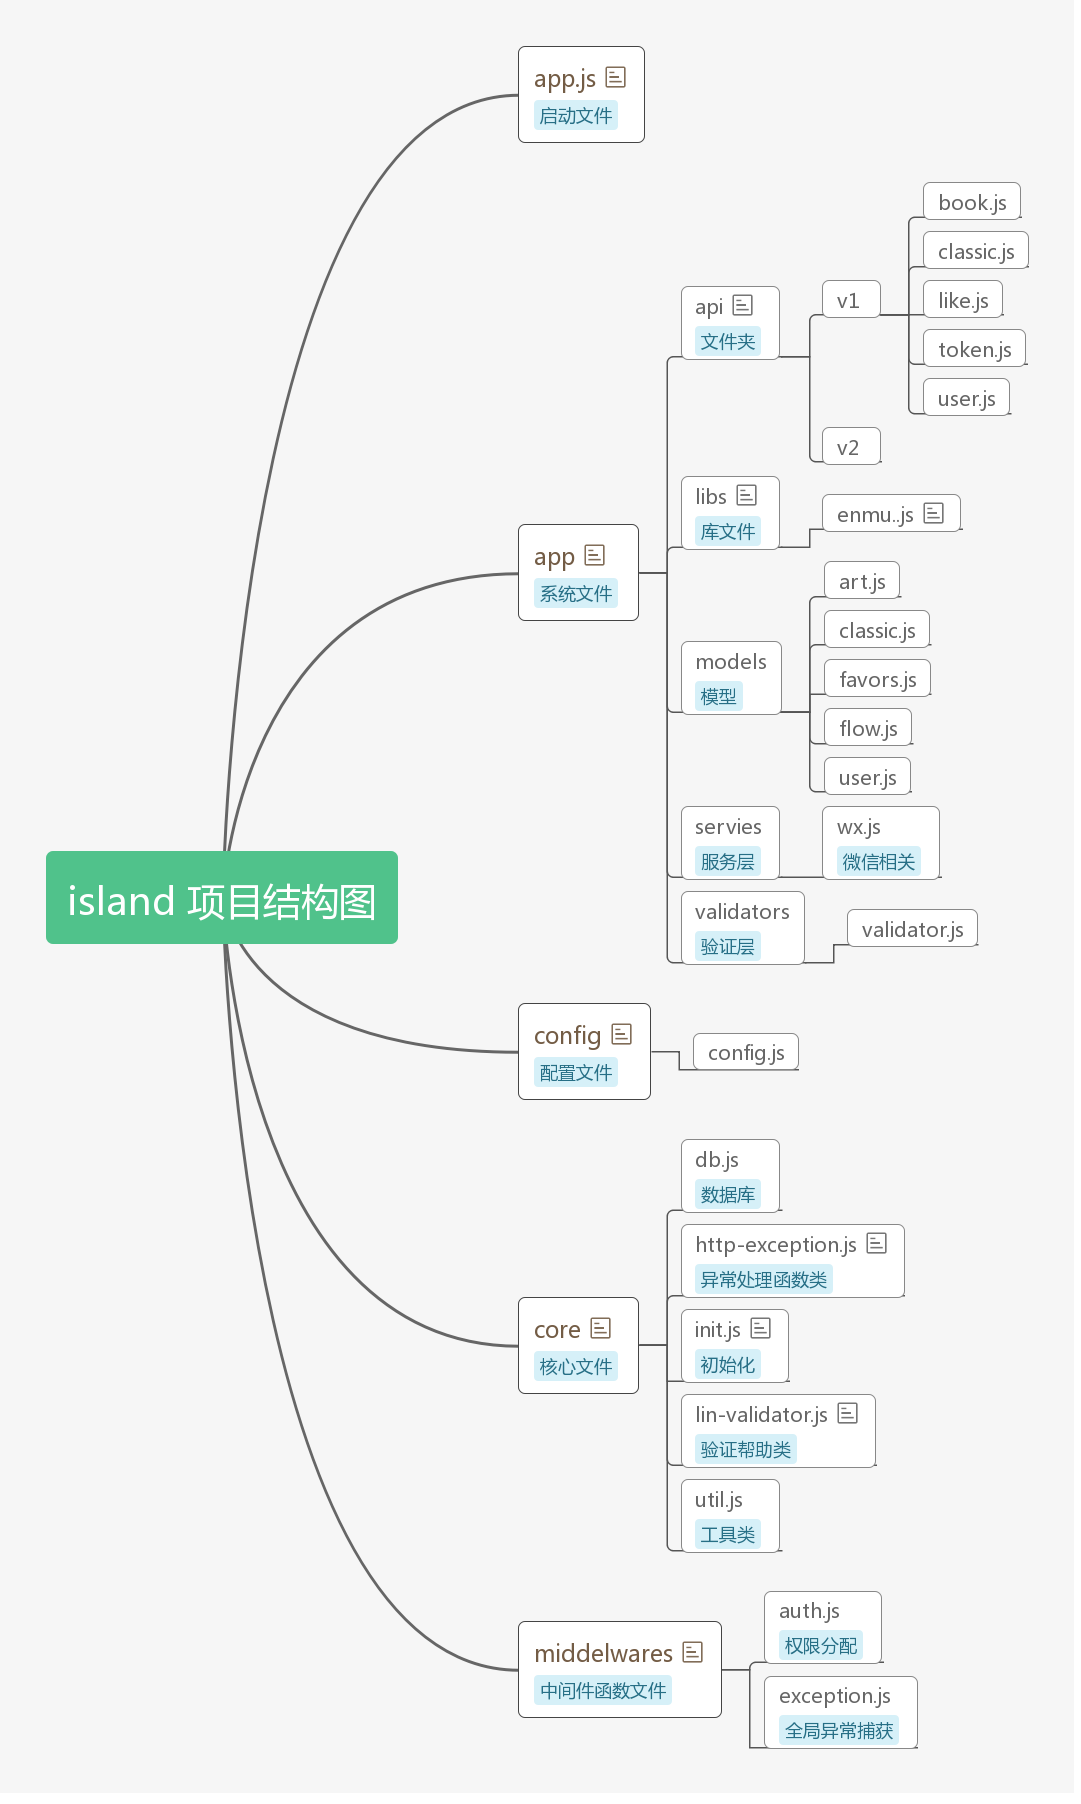 app.js
启动文件
book.js
classic.js
api
文件夹
v1
like.js
token.js
user.js
v2
libs
库文件
enmu..js
app
系统文件
art.js
classic.js
models
模型
favors.js
flow.js
user.js
servies
服务层
wx.js
微信相关
island 项目结构图
validators
验证层
validator.js
config
配置文件
config.js
db.js
数据库
http-exception.js
异常处理函数类
core
核心文件
init.js
初始化
lin-validator.js
验证帮助类
util.js
工具类
middelwares
中间件函数文件
auth.js
权限分配
exception.js
全局异常捕获